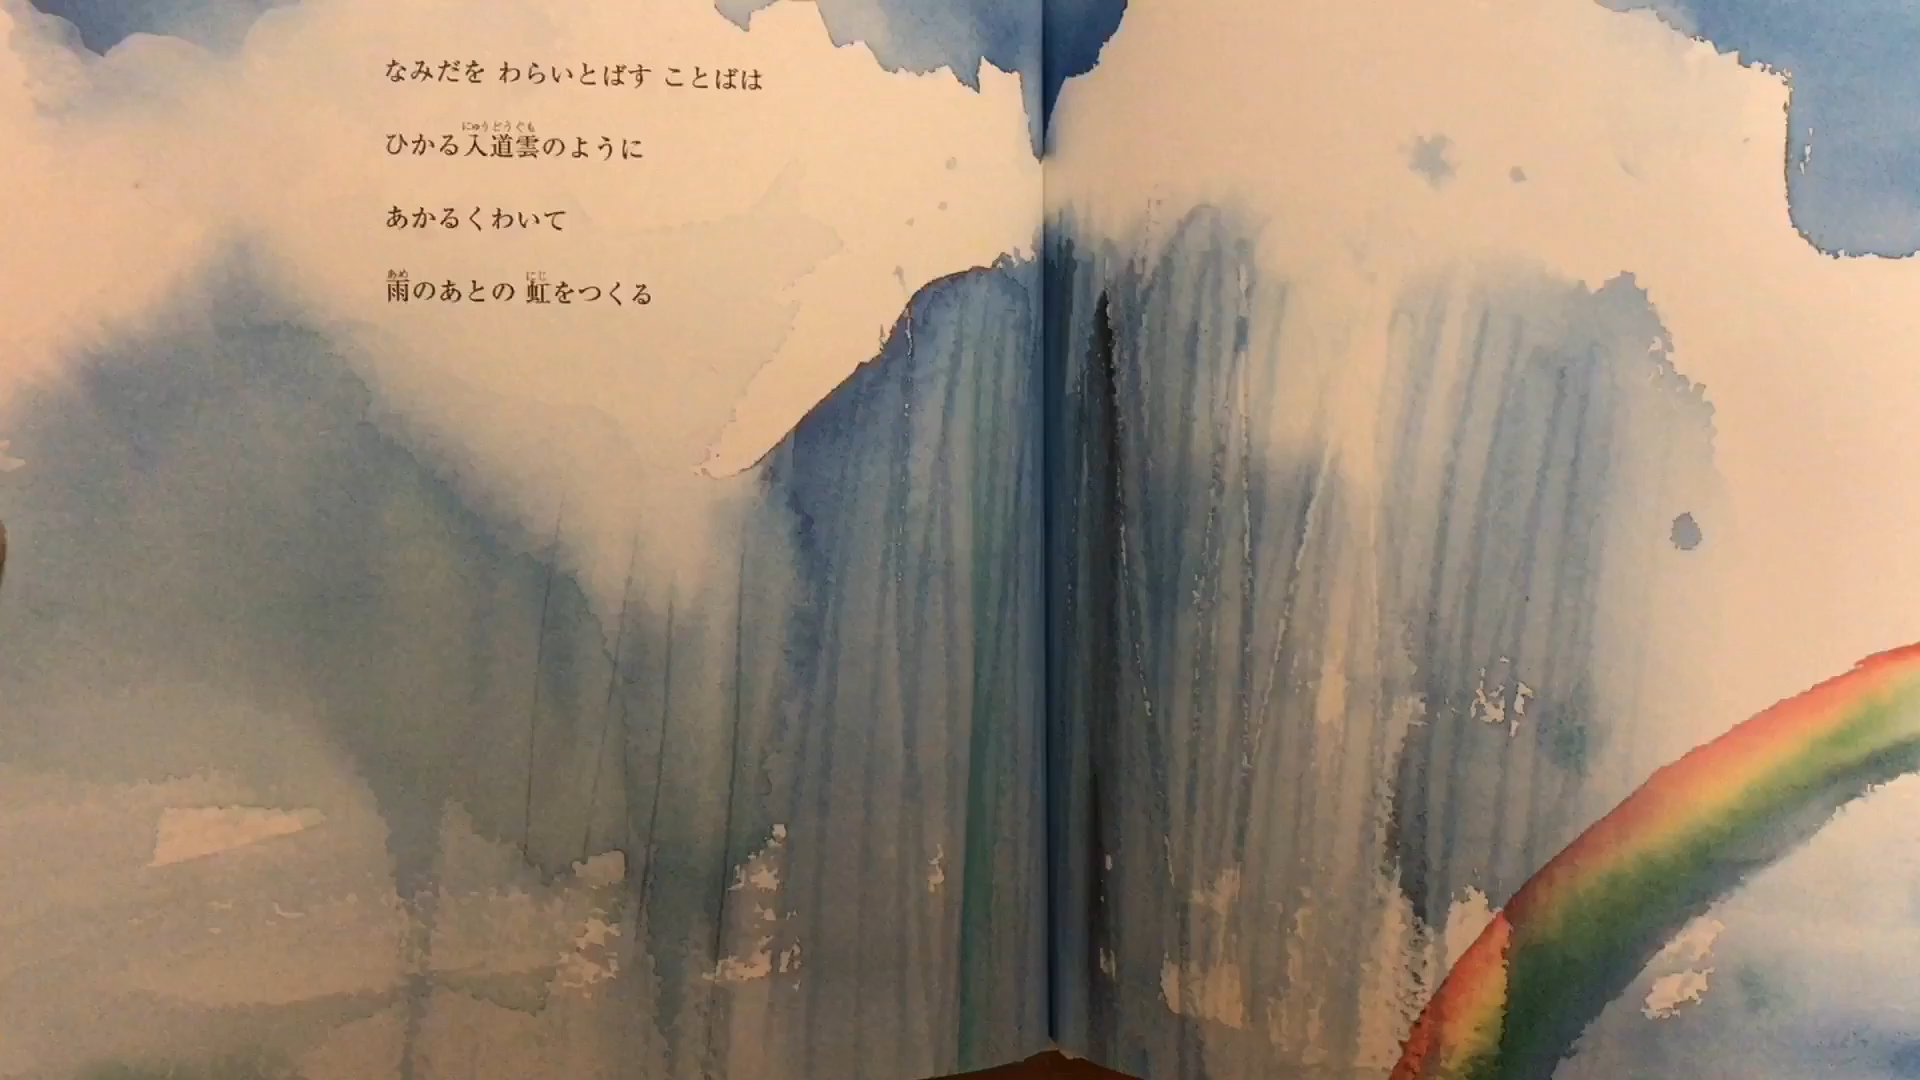 なみだを わらいとばす ことばは
ひかる入道雲のように
あかるくわいて
雨のあとの 虹をつくる